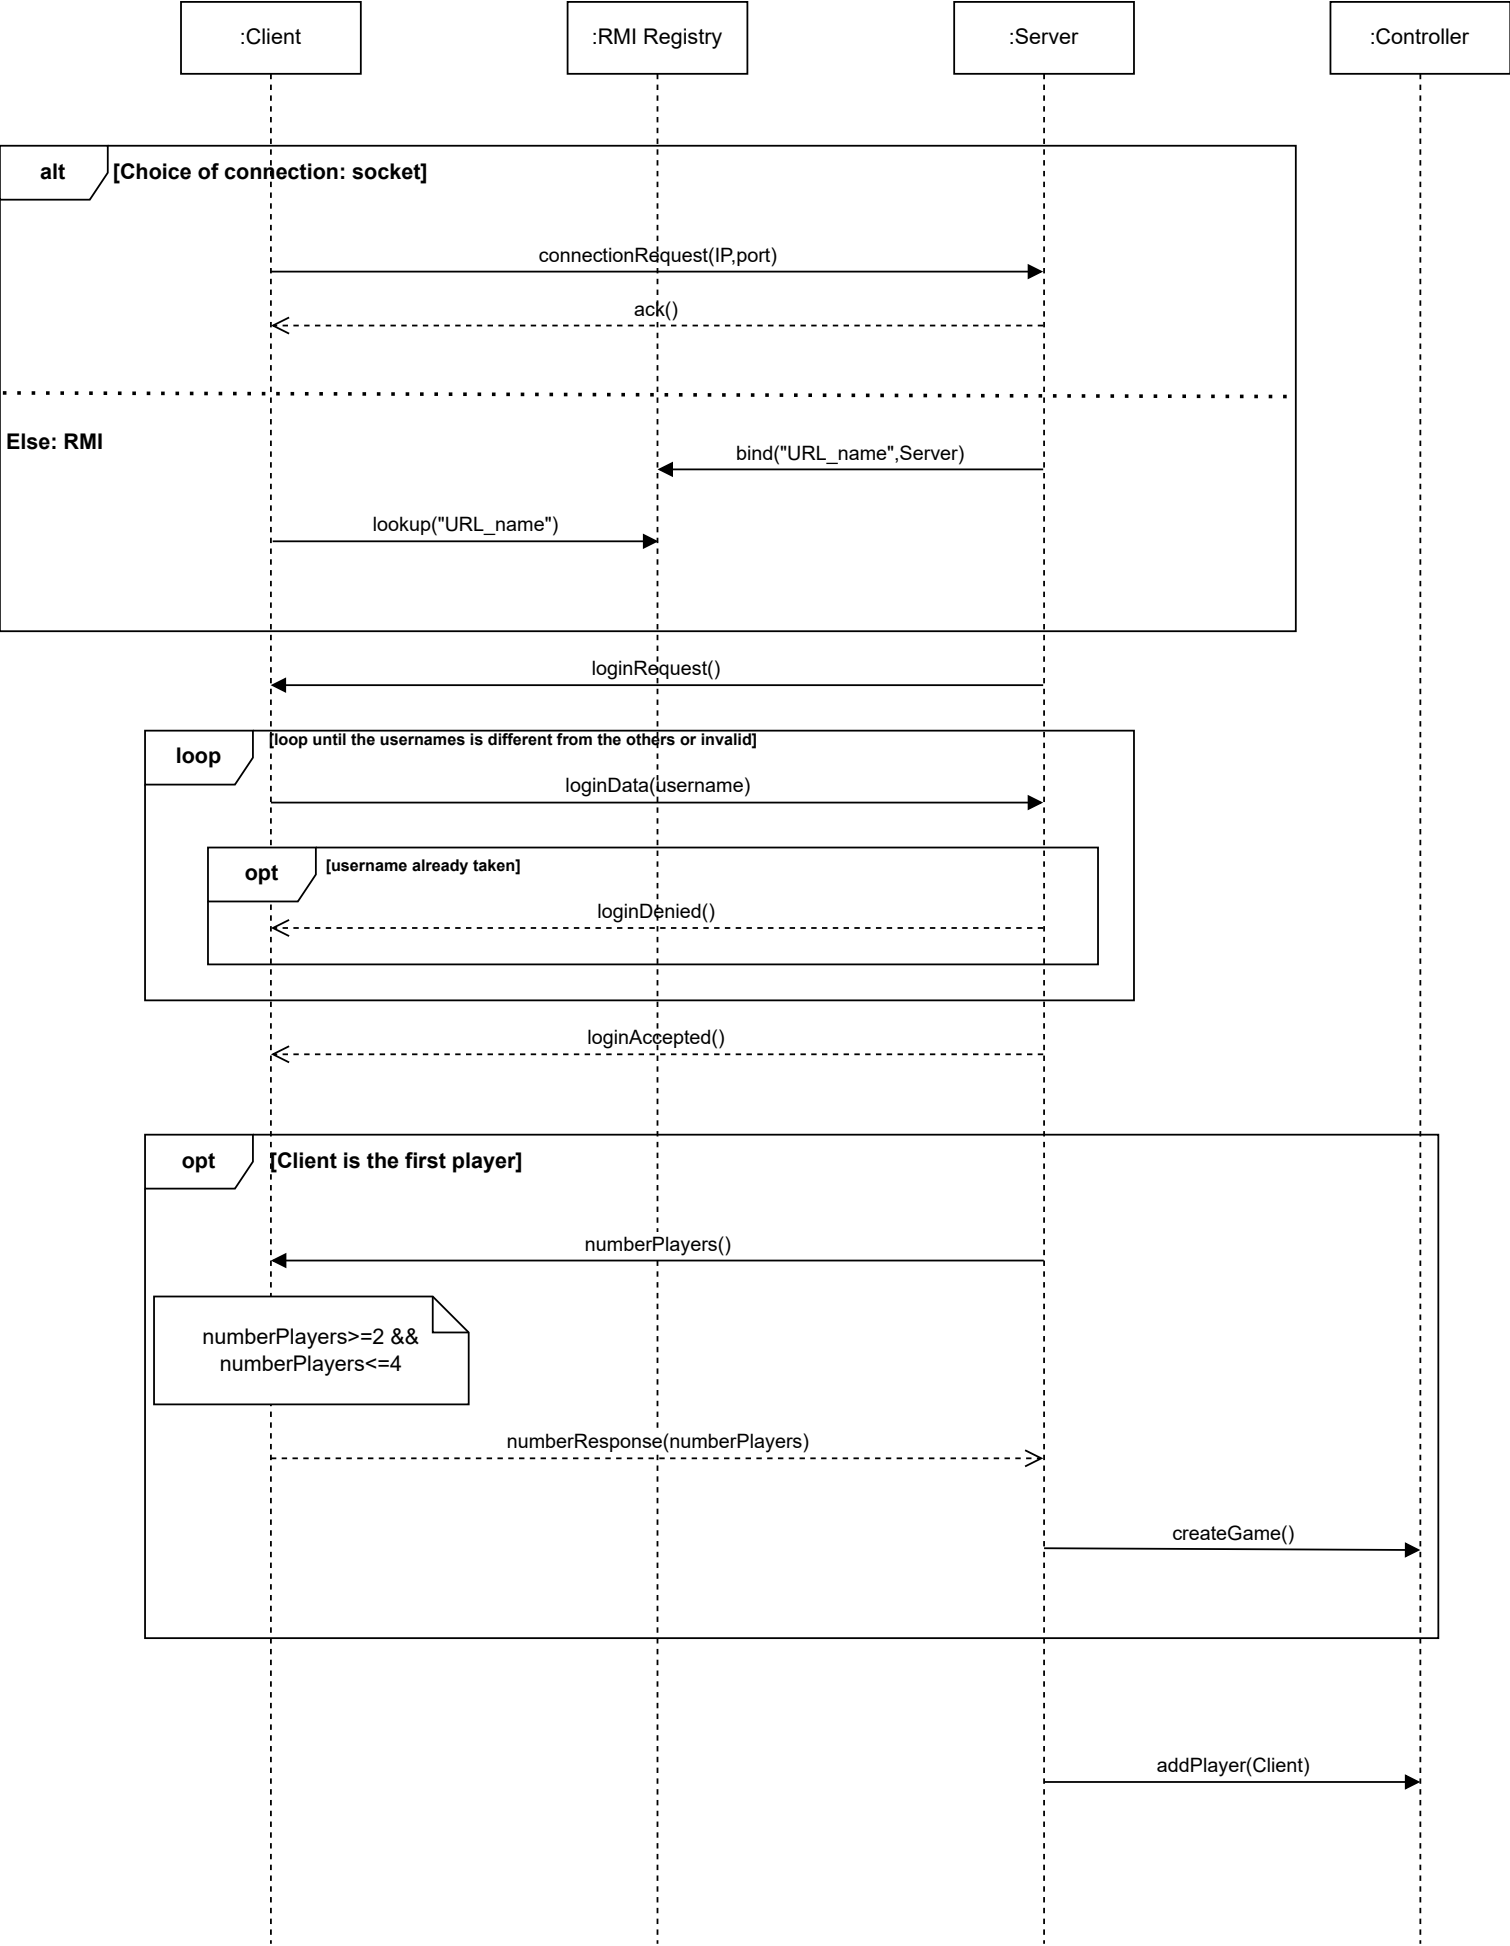 :Client
:RMI Registry
:Server
:Controller
alt
[Choice of connection: socket]
connectionRequest(IP,port)
ack()
Else: RMI
bind("URL_name",Server)
lookup("URL_name")
loginRequest()
loop
[loop until the usernames is different from the others or invalid]
loginData(username)
opt
[username already taken]
loginDenied()
loginAccepted()
opt
[Client is the first player]
numberPlayers()
numberPlayers>=2 &&
numberPlayers<=4
numberResponse(numberPlayers)
createGame()
addPlayer(Client)